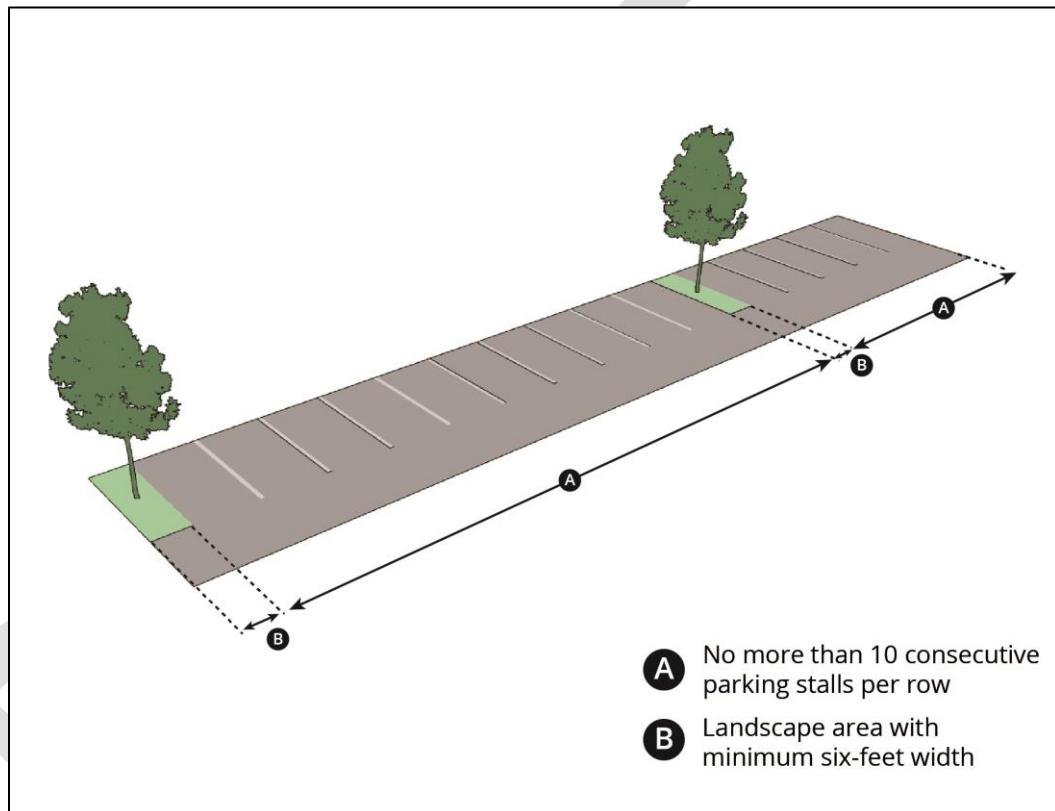 A
B
A
B
A No more than 10 consecutive
parking stalls per row
B Landscape area with
minimum six-feet width